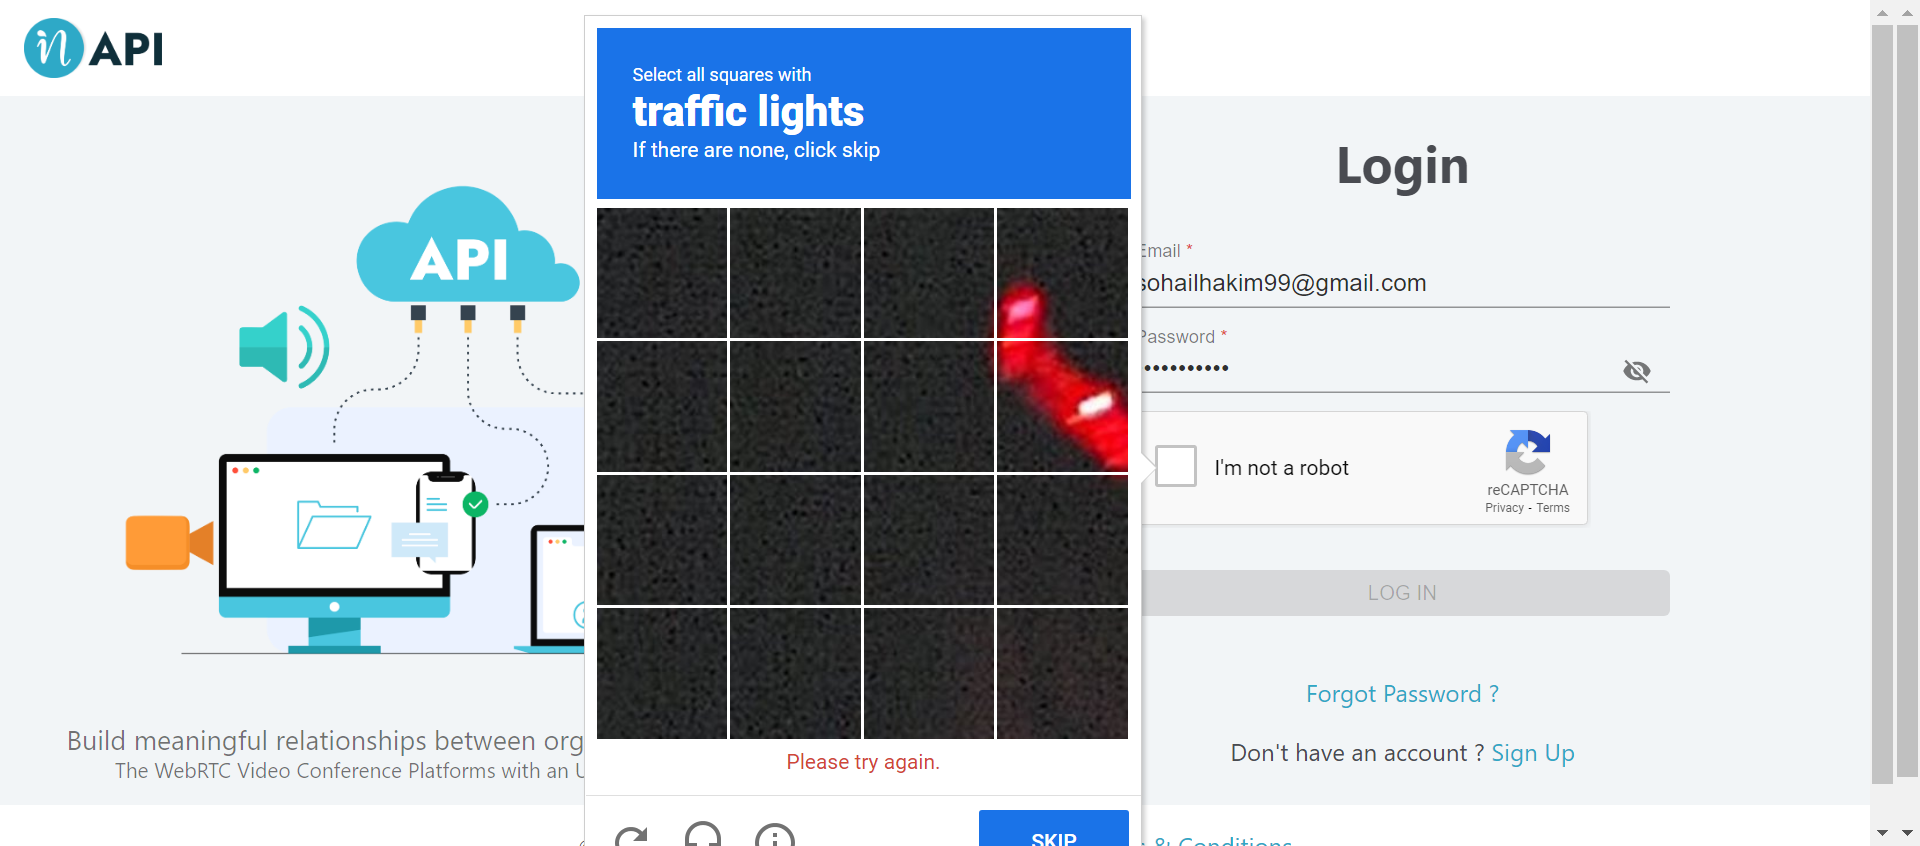 in API
Select all squares with
traffic lights
If there are none, click skip
Please try again.
SKIP
API
Build meaningful relationships between org
The WebRTC Video Conference Platforms with an U
Login
Email *
sohailhakim99@gmail.com
Password *
••••••••••
I'm not a robot
reCAPTCHA
Privacy - Terms
LOG IN
Forgot Password ?
Don't have an account ? Sign Up
& Conditions